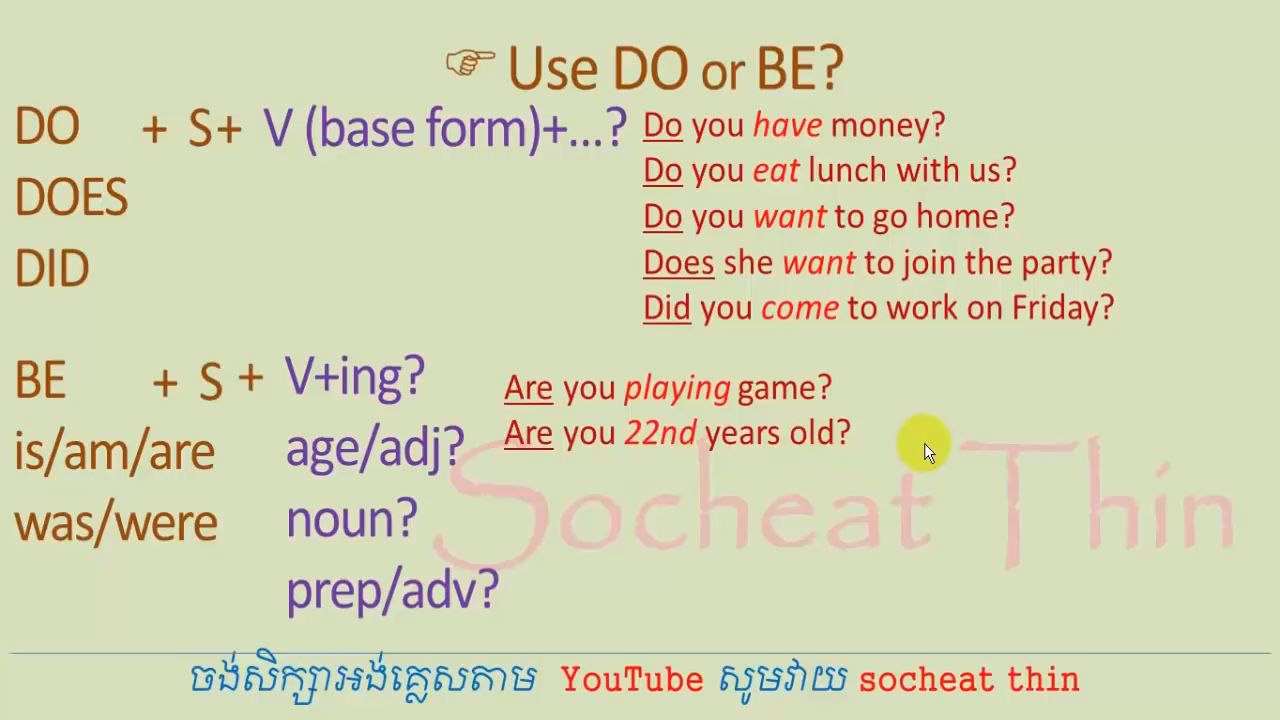 ☞ Use DO or BE?
DO + S+ V (base form)+...?
DOES
DID
Do you have money?
Do you eat lunch with us?
Do you want to go home?
Does she want to join the party?
Did you come to work on Friday?
BE + S + V+ing?
is/am/are age/adj?
was/were noun?
prep/adv?
Are you playing game?
Are you 22nd years old?
Socheat Thin
ចង់សិក្សាអង់គ្លេសតាម YouTube សូមវាយ socheat thin